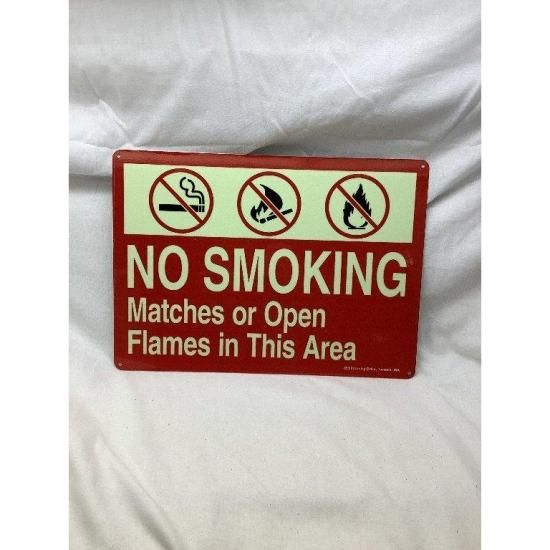 NO SMOKING
Matches or Open
Flames in This Area